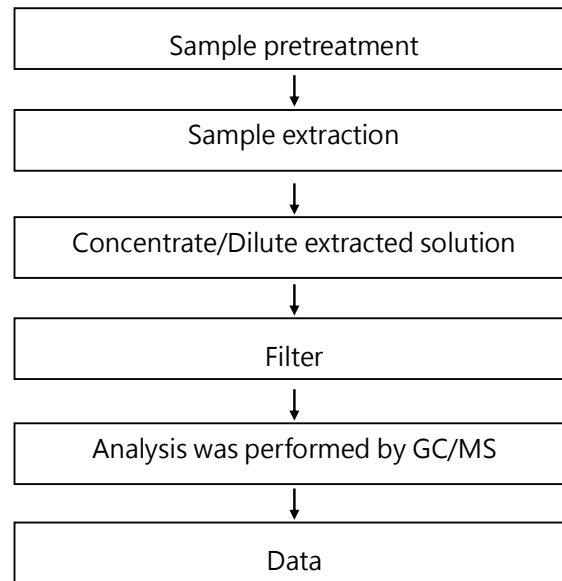 Sample pretreatment
Sample extraction
Concentrate/Dilute extracted solution
Filter
Analysis was performed by GC/MS
Data